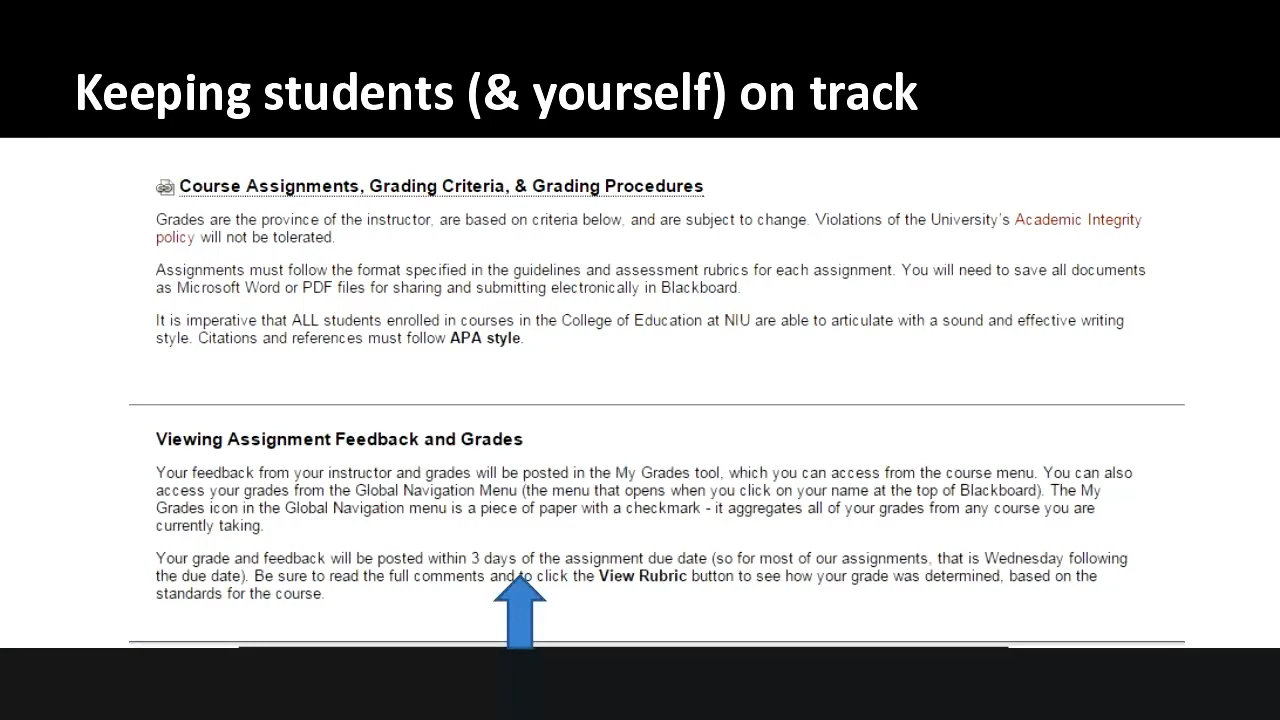 Keeping students (& yourself) on track
Course Assignments, Grading Criteria, & Grading Procedures
Grades are the province of the instructor, are based on criteria below, and are subject to change. Violations of the University's Academic Integrity
policy will not be tolerated.
Assignments must follow the format specified in the guidelines and assessment rubrics for each assignment. You will need to save all documents
as Microsoft Word or PDF files for sharing and submitting electronically in Blackboard.
It is imperative that ALL students enrolled in courses in the College of Education at NIU are able to articulate with a sound and effective writing
style. Citations and references must follow APA style.
Viewing Assignment Feedback and Grades
Your feedback from your instructor and grades will be posted in the My Grades tool, which you can access from the course menu. You can also
access your grades from the Global Navigation Menu (the menu that opens when you click on your name at the top of Blackboard). The My
Grades icon in the Global Navigation menu is a piece of paper with a checkmark - it aggregates all of your grades from any course you are
currently taking.
Your grade and feedback will be posted within 3 days of the assignment due date (so for most of our assignments, that is Wednesday following
the due date). Be sure to read the full comments and to click the View Rubric button to see how your grade was determined, based on the
standards for the course.